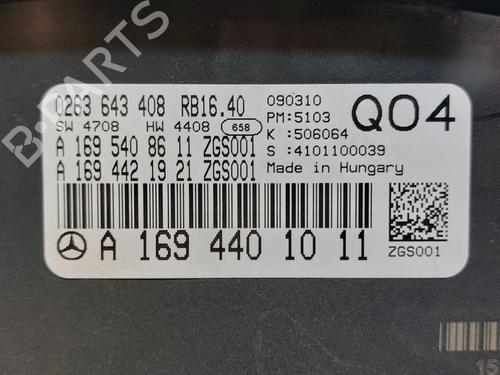 0263 643 408 RB16.40 090310
SW 4708 HW 4408 658 PM:5103 Q04
K : 506064
A 169 540 86 11 ZGS001 S :4101100039
A 169 442 19 21 ZGS001 Made in Hungary
A 169 440 10 11 ZGS001
15
B-PARTS